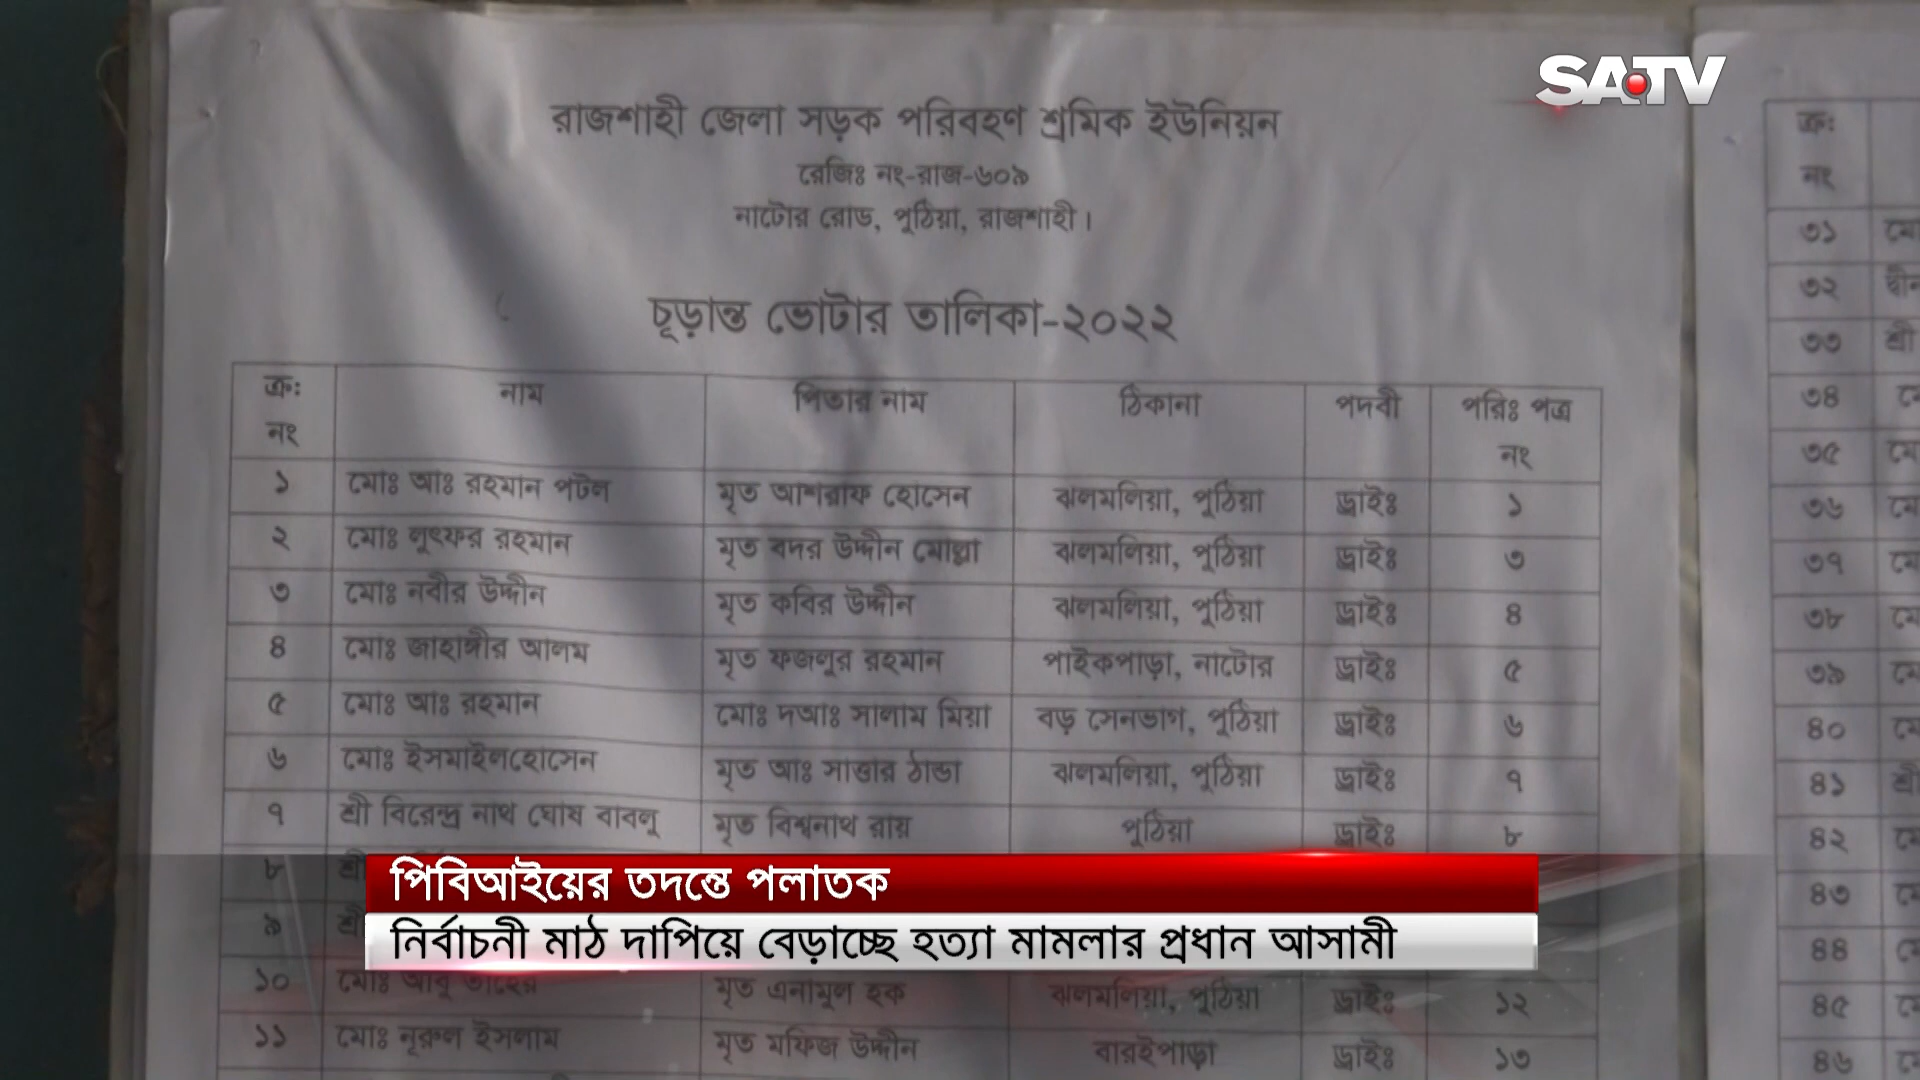 SATV
রাজশাহী জেলা সড়ক পরিবহণ শ্রমিক ইউনিয়ন
রেজিঃ নং-রাজ-৬০৯
নাটোর রোড, পুঠিয়া, রাজশাহী।
চূড়ান্ত ভোটার তালিকা-২০২২
ক্র: নং নাম পিতার নাম ঠিকানা পদবী পরিঃ পত্র নং
১ মোঃ আঃ রহমান পটল মৃত আশরাফ হোসেন ঝলমলিয়া, পুঠিয়া ড্রাইঃ ১
২ মোঃ লুৎফর রহমান মৃত বদর উদ্দীন মোল্লা ঝলমলিয়া, পুঠিয়া ড্রাইঃ ৩
৩ মোঃ নবীর উদ্দীন মৃত কবির উদ্দীন ঝলমলিয়া, পুঠিয়া ড্রাইঃ ৪
৪ মোঃ জাহাঙ্গীর আলম মৃত ফজলুর রহমান পাইকপাড়া, নাটোর ড্রাইঃ ৫
৫ মোঃ আঃ রহমান মোঃ দআঃ সালাম মিয়া বড় সেনভাগ, পুঠিয়া ড্রাইঃ ৬
৬ মোঃ ইসমাইলহোসেন মৃত আঃ সাত্তার ঠান্ডা ঝলমলিয়া, পুঠিয়া ড্রাইঃ ৭
৭ শ্রী বিরেন্দ্র নাথ ঘোষ বাবলু মৃত বিশ্বনাথ রায় পুঠিয়া ড্রাইঃ ৮
৮ শ্রী
৯ শ্রী
১০ মোঃ আবু তাহের মৃত এনামুল হক ঝলমলিয়া, পুঠিয়া ড্রাইঃ ১২
১১ মোঃ নূরুল ইসলাম মৃত মফিজ উদ্দীন বারইপাড়া ড্রাইঃ ১৩
ক্র: নং
৩১
৩২
৩৩ শ্রী
৩৪
৩৫
৩৬
৩৭
৩৮
৩৯
৪০
৪১
৪২
৪৩
৪৪
৪৫
৪৬
পিবিআইয়ের তদন্তে পলাতক
নির্বাচনী মাঠ দাপিয়ে বেড়াচ্ছে হত্যা মামলার প্রধান আসামী